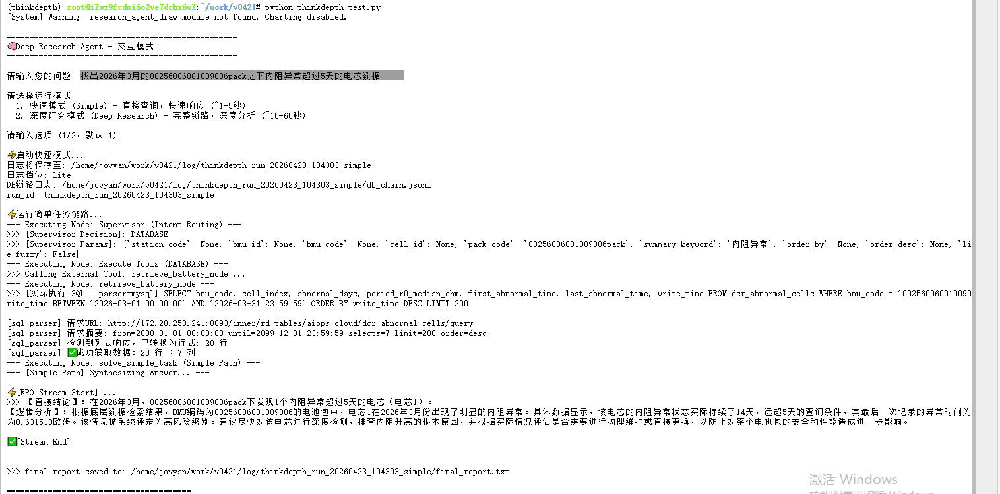 (thinkdepth) root@iZwz9fcdmi6o2ve7dcbx6wZ:~/work/v0421# python thinkdepth_test.py
[System] Warning: research_agent_draw module not found. Charting disabled.
==================================================
🧠Deep Research Agent - 交互模式
==================================================
请输入您的问题: 找出2026年3月的00256006001009006pack之下内阻异常超过5天的电芯数据
请选择运行模式:
1. 快速模式 (Simple) - 直接查询，快速响应 (~1-5秒)
2. 深度研究模式 (Deep Research) - 完整链路，深度分析 (~10-60秒)
请输入选项 (1/2，默认 1):
⚡启动快速模式...
日志将保存至: /home/jovyan/work/v0421/log/thinkdepth_run_20260423_104303_simple
日志档位: lite
DB链路日志: /home/jovyan/work/v0421/log/thinkdepth_run_20260423_104303_simple/db_chain.jsonl
run_id: thinkdepth_run_20260423_104303_simple
⚡运行简单任务链路...
--- Executing Node: Supervisor (Intent Routing) ---
>>> [Supervisor Decision]: DATABASE
>>> [Supervisor Params]: {'station_code': None, 'bmu_id': None, 'bmu_code': None, 'cell_id': None, 'pack_code': '00256006001009006pack', 'summary_keyword': '内阻异常', 'order_by': None, 'order_desc': None, 'li
e_fuzzy': False}
--- Executing Node: Execute Tools (DATABASE) ---
>>> Calling External Tool: retrieve_battery_node ...
--- Executing Node: retrieve_battery_node ---
>>> [实际执行 SQL | parser=mysql] SELECT bmu_code, cell_index, abnormal_days, period_r0_median_ohm, first_abnormal_time, last_abnormal_time, write_time FROM dcr_abnormal_cells WHERE bmu_code = '002560060010090
rite_time BETWEEN '2026-03-01 00:00:00' AND '2026-03-31 23:59:59' ORDER BY write_time DESC LIMIT 200
[sql_parser] 请求URL: http://172.28.253.241:8093/inner/rd-tables/aiops_cloud/dcr_abnormal_cells/query
[sql_parser] 请求摘要: from=2000-01-01 00:00:00 until=2099-12-31 23:59:59 selects=7 limit=200 order=desc
[sql_parser] 检测到列式响应，已转换为行式: 20 行
[sql_parser] ✅成功获取数据: 20 行 > 7 列
--- Executing Node: solve_simple_task (Simple Path) ---
--- [Simple Path] Synthesizing Answer... ---
⚡[RPO Stream Start] ...
>>> 【直接结论】: 在2026年3月，00256006001009006pack下发现1个内阻异常超过5天的电芯（电芯1）。
【逻辑分析】: 根据底层数据检索结果，BMU编码为00256006001009006的电池包中，电芯1在2026年3月份出现了明显的内阻异常。具体数据显示，该电芯的内阻异常状态实际持续了14天，远超5天的查询条件，其最后一次记录的异常时间为
为0.631513欧姆。该情况被系统评定为高风险级别。建议尽快对该电芯进行深度检测，排查内阻升高的根本原因，并根据实际情况评估是否需要进行物理维护或直接更换，以防止对整个电池包的安全和性能造成进一步影响。
✅[Stream End]
>>> final report saved to: /home/jovyan/work/v0421/log/thinkdepth_run_20260423_104303_simple/final_report.txt
========================================
激活 Windows